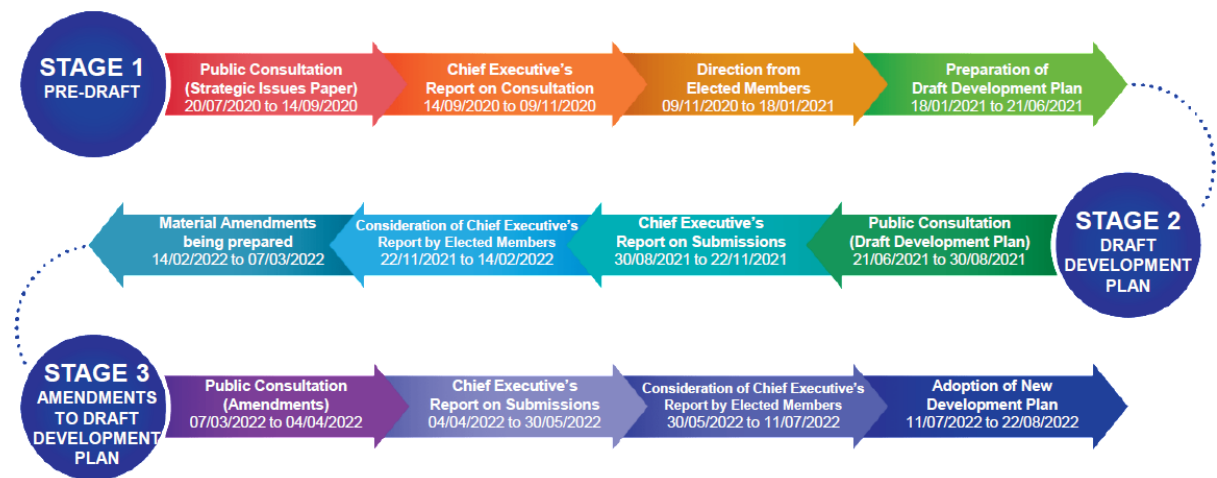 STAGE 1
PRE-DRAFT
Public Consultation
(Strategic Issues Paper)
20/07/2020 to 14/09/2020
Chief Executive's
Report on Consultation
14/09/2020 to 09/11/2020
Direction from
Elected Members
09/11/2020 to 18/01/2021
Preparation of
Draft Development Plan
18/01/2021 to 21/06/2021
STAGE 2
DRAFT
DEVELOPMENT
PLAN
Public Consultation
(Draft Development Plan)
21/06/2021 to 30/08/2021
Chief Executive's
Report on Submissions
30/08/2021 to 22/11/2021
Consideration of Chief Executive's
Report by Elected Members
22/11/2021 to 14/02/2022
Material Amendments
being prepared
14/02/2022 to 07/03/2022
STAGE 3
AMENDMENTS
TO DRAFT
DEVELOPMENT
PLAN
Public Consultation
(Amendments)
07/03/2022 to 04/04/2022
Chief Executive's
Report on Submissions
04/04/2022 to 30/05/2022
Consideration of Chief Executive's
Report by Elected Members
30/05/2022 to 11/07/2022
Adoption of New
Development Plan
11/07/2022 to 22/08/2022